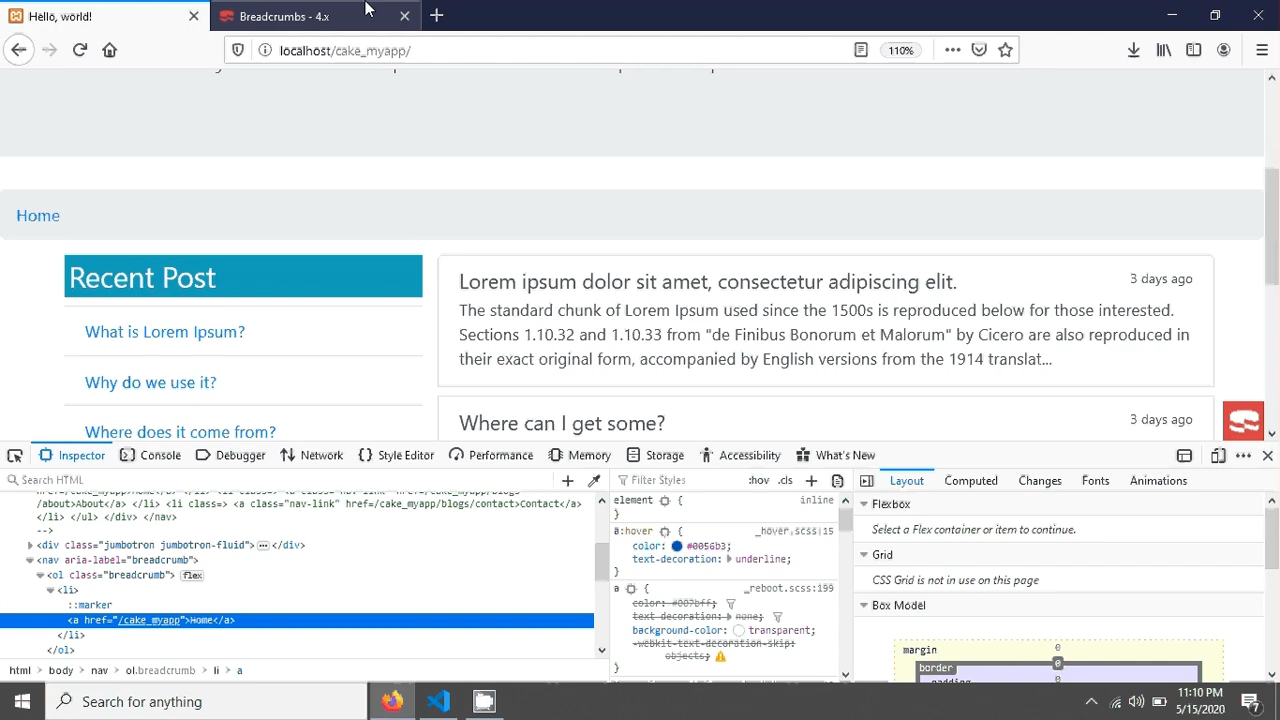 Hello, world!
Breadcrumbs - 4.x
localhost/cake_myapp/
110%
Home
Recent Post
What is Lorem Ipsum?
Why do we use it?
Where does it come from?
Lorem ipsum dolor sit amet, consectetur adipiscing elit.
3 days ago
The standard chunk of Lorem Ipsum used since the 1500s is reproduced below for those interested.
Sections 1.10.32 and 1.10.33 from "de Finibus Bonorum et Malorum" by Cicero are also reproduced in
their exact original form, accompanied by English versions from the 1914 translat...
Where can I get some?
3 days ago
Inspector
Console
Debugger
Network
Style Editor
Performance
Memory
Storage
Accessibility
What's New
Search HTML
/about>About</a> </li> <li class=> <a class="nav-link" href=/cake_myapp/blogs/contact>Contact</a>
</li> </ul> </div> </nav>
-->
<div class="jumbotron jumbotron-fluid"></div>
<nav aria-label="breadcrumb">
<ol class="breadcrumb"> flex
<li>
::marker
<a href="/cake_myapp">Home</a>
</li>
</ol>
html > body > nav > ol.breadcrumb > li > a
Filter Styles
:hov .cls
element { inline
}
a:hover { _hover.scss:15
color: #0056b3;
text-decoration: underline;
}
a { _reboot.scss:199
color: #007bff;
text-decoration: none;
background-color: transparent;
-webkit-text-decoration-skip:
objects;
}
Layout
Computed
Changes
Fonts
Animations
Flexbox
Select a Flex container or item to continue.
Grid
CSS Grid is not in use on this page
Box Model
margin
0
border
0
padding
0
Search for anything
11:10 PM
5/15/2020
7